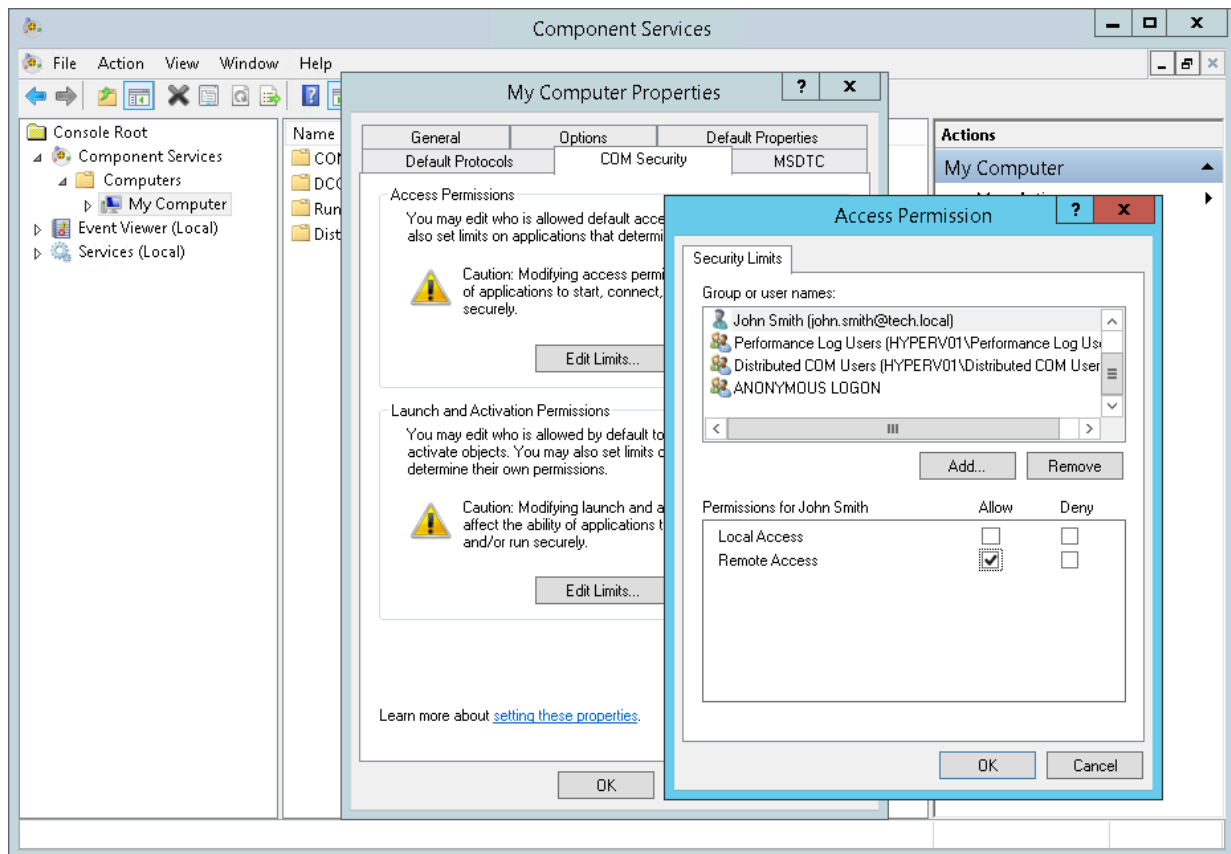 Component Services
File Action View Window Help
Console Root
Component Services
Computers
My Computer
Event Viewer (Local)
Services (Local)
Name
Run
Dist
My Computer Properties
General Options Default Properties
Default Protocols COM Security MSDTC
Access Permissions
You may edit who is allowed default acce
also set limits on applications that determi
Caution: Modifying access permi
of applications to start, connect,
securely.
Edit Limits...
Launch and Activation Permissions
You may edit who is allowed by default to
activate objects. You may also set limits o
determine their own permissions.
Caution: Modifying launch and a
affect the ability of applications t
and/or run securely.
Edit Limits...
Learn more about setting these properties.
OK
Actions
My Computer
Access Permission
Security Limits
Group or user names:
John Smith (john.smith@tech.local)
Performance Log Users (HYPERV01\Performance Log Use
Distributed COM Users (HYPERV01\Distributed COM User
ANONYMOUS LOGON
Add... Remove
Permissions for John Smith Allow Deny
Local Access
Remote Access
OK Cancel